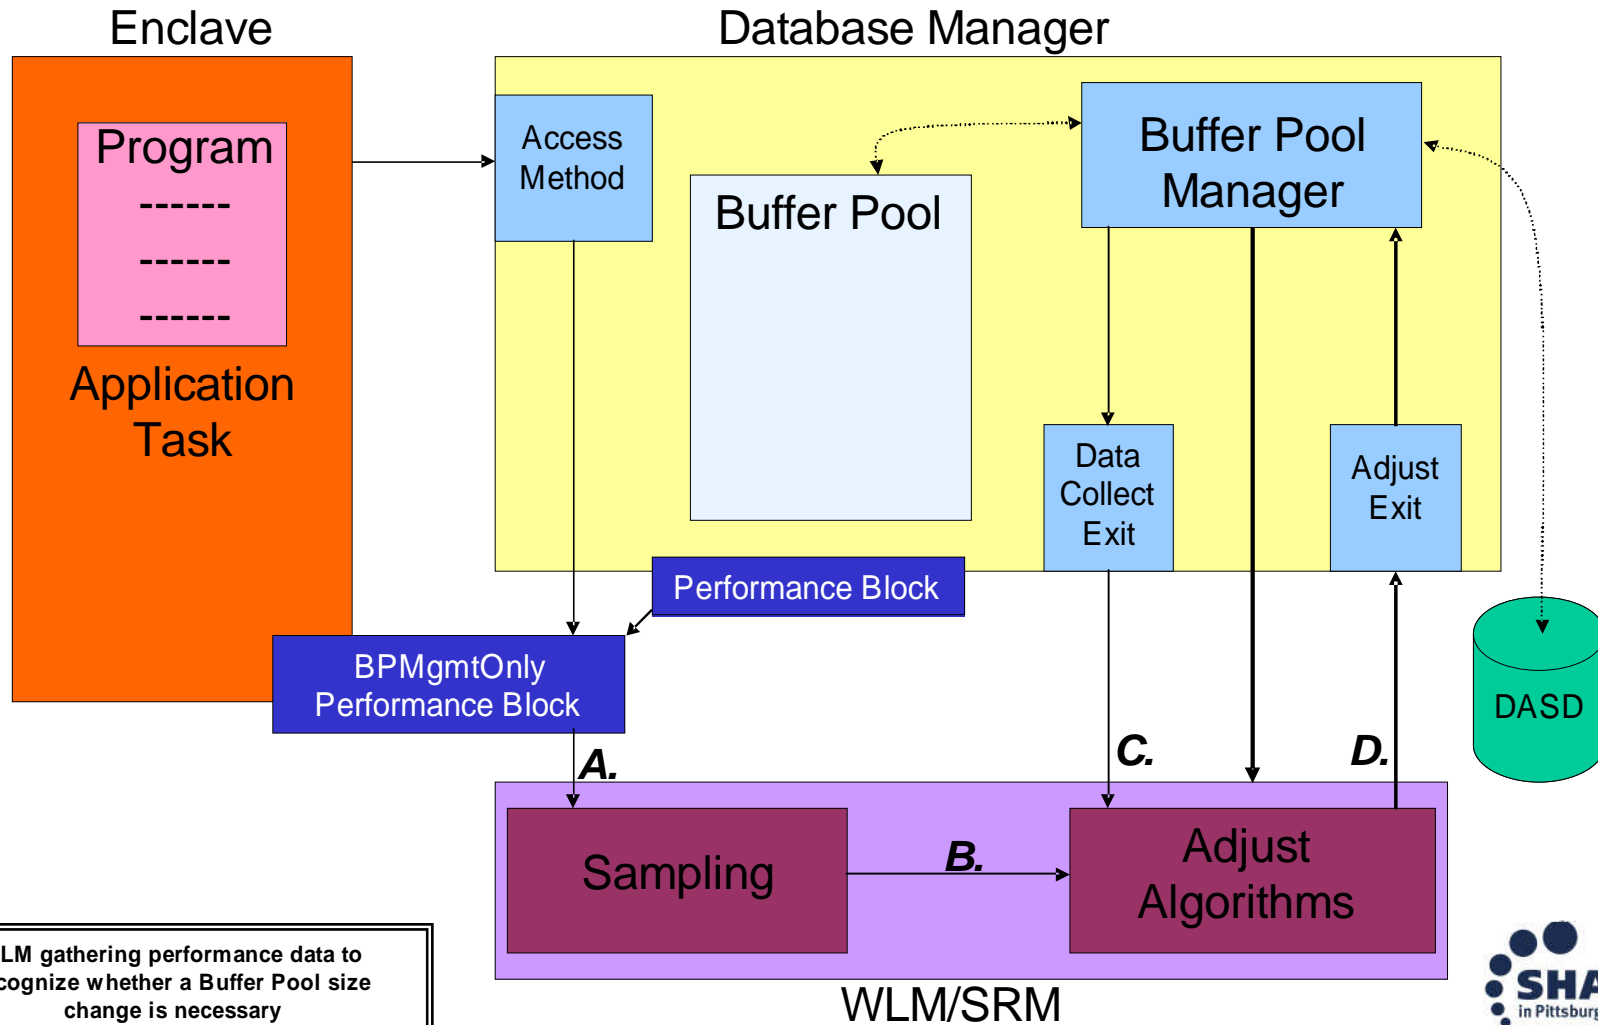 Enclave
Database Manager
Program
------
------
------
Application
Task
Access
Method
Buffer Pool
Buffer Pool
Manager
Data
Collect
Exit
Adjust
Exit
Performance Block
BPMgmtOnly
Performance Block
DASD
A.
C.
D.
Sampling
B.
Adjust
Algorithms
WLM/SRM
LM gathering performance data to
cognize whether a Buffer Pool size
change is necessary
SHA
in Pittsburg